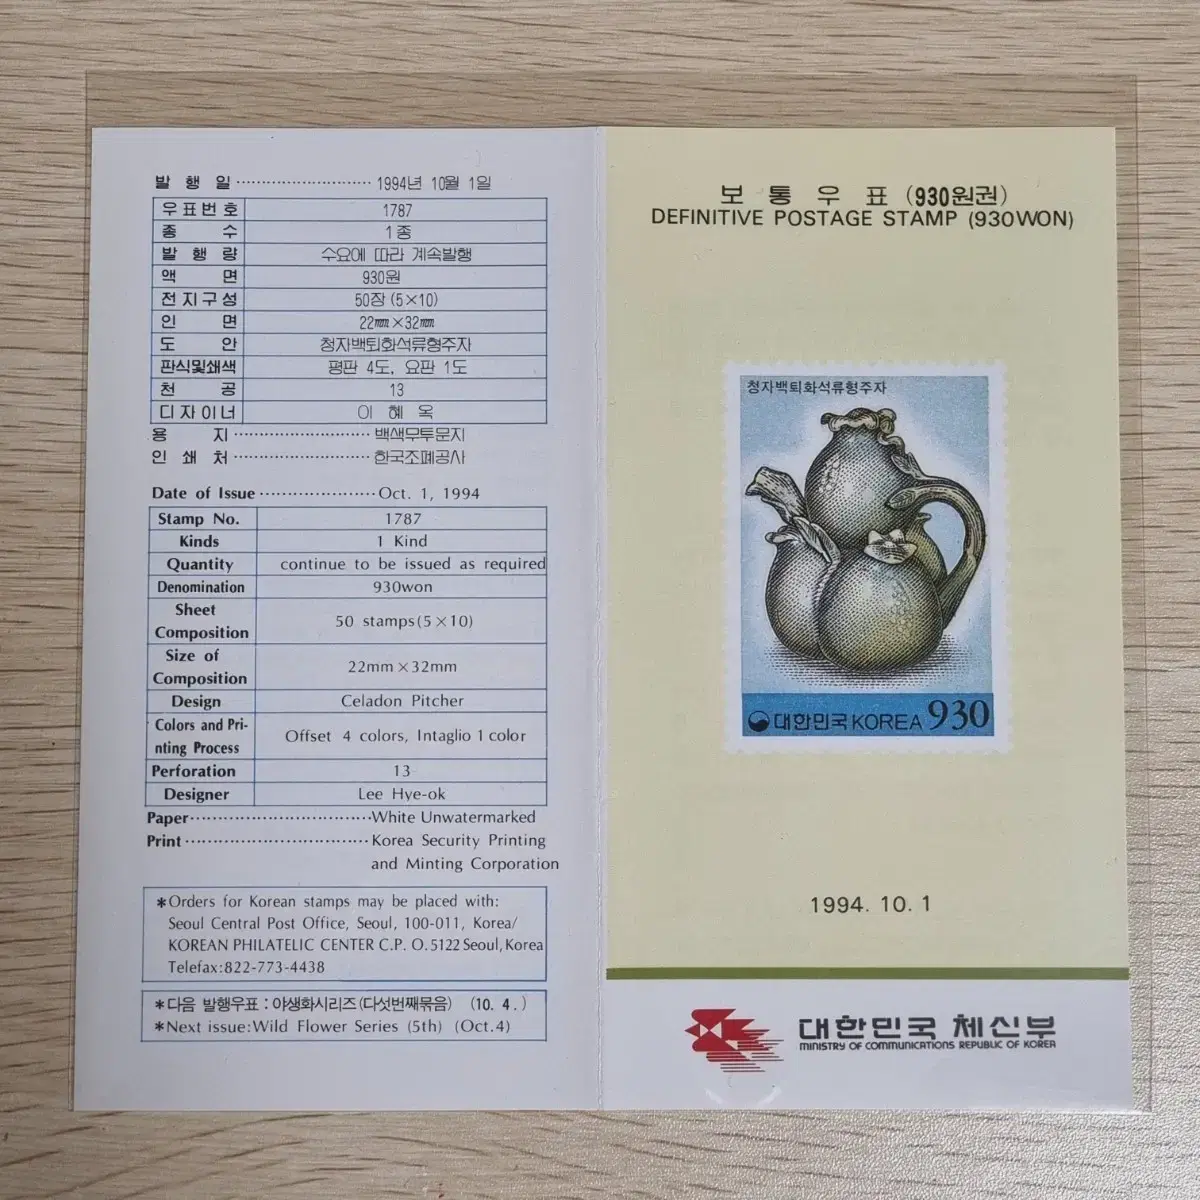 발 행 일 ························ 1994년 10월 1일
우표번호 1787
종 수 1종
발 행 량 수요에 따라 계속발행
액 면 930원
전지구성 50장 (5×10)
인 면 22㎜×32㎜
도 안 청자백퇴화석류형주자
판식및쇄색 평판 4도, 요판 1도
천 공 13
디자이너 이 혜 옥
용 지 ························ 백색무투문지
인 쇄 처 ························ 한국조폐공사
Date of Issue ····················· Oct. 1, 1994
Stamp No. 1787
Kinds 1 Kind
Quantity continue to be issued as required
Denomination 930won
Sheet
Composition 50 stamps(5×10)
Size of
Composition 22mm×32mm
Design Celadon Pitcher
Colors and Pri-
nting Process Offset 4 colors, Intaglio 1 color
Perforation 13
Designer Lee Hye-ok
Paper ································ White Unwatermarked
Print ································· Korea Security Printing
and Minting Corporation
*Orders for Korean stamps may be placed with:
Seoul Central Post Office, Seoul, 100-011, Korea/
KOREAN PHILATELIC CENTER C.P. O. 5122 Seoul, Korea
Telefax:822-773-4438
*다음 발행우표 : 야생화시리즈(다섯번째묶음) (10. 4.)
*Next issue:Wild Flower Series (5th) (Oct.4)
보 통 우 표 (930원권)
DEFINITIVE POSTAGE STAMP (930WON)
청자백퇴화석류형주자
대한민국 KOREA 930
1994. 10. 1
대한민국 체신부
MINISTRY OF COMMUNICATIONS REPUBLIC OF KOREA